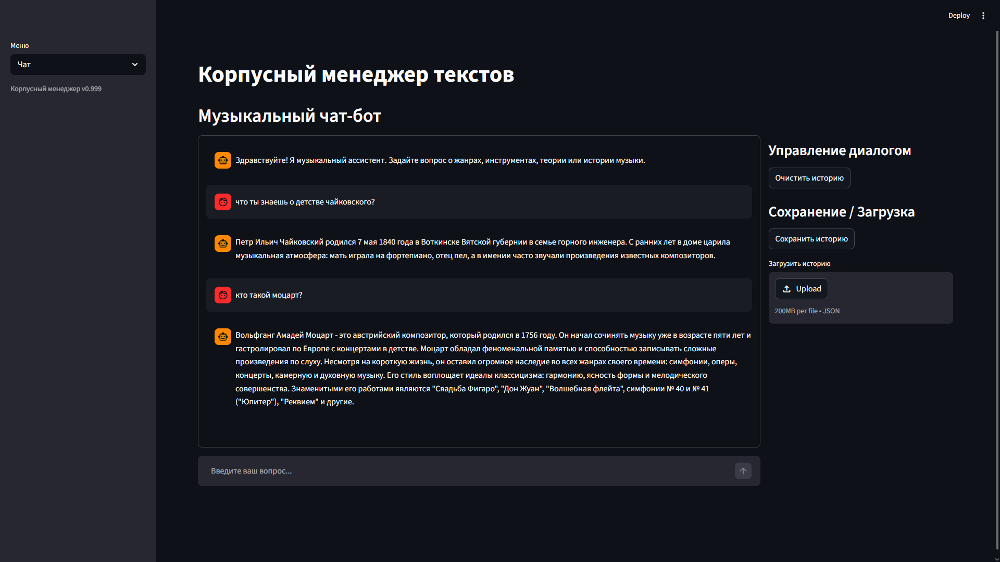 Deploy
Меню
Чат
Корпусный менеджер v0.999
Корпусный менеджер текстов
Музыкальный чат-бот
Здравствуйте! Я музыкальный ассистент. Задайте вопрос о жанрах, инструментах, теории или истории музыки.
что ты знаешь о детстве чайковского?
Петр Ильич Чайковский родился 7 мая 1840 года в Воткинске Вятской губернии в семье горного инженера. С ранних лет в доме царила
музыкальная атмосфера: мать играла на фортепиано, отец пел, а в имении часто звучали произведения известных композиторов.
кто такой моцарт?
Вольфганг Амадей Моцарт - это австрийский композитор, который родился в 1756 году. Он начал сочинять музыку уже в возрасте пяти лет и
гастролировал по Европе с концертами в детстве. Моцарт обладал феноменальной памятью и способностью записывать сложные
произведения по слуху. Несмотря на короткую жизнь, он оставил огромное наследие во всех жанрах своего времени: симфонии, оперы,
концерты, камерную и духовную музыку. Его стиль воплощает идеалы классицизма: гармонию, ясность формы и мелодического
совершенства. Знаменитыми его работами являются "Свадьба Фигаро", "Дон Жуан", "Волшебная флейта", симфонии № 40 и № 41
("Юпитер"), "Реквием" и другие.
Введите ваш вопрос...
Управление диалогом
Очистить историю
Сохранение / Загрузка
Сохранить историю
Загрузить историю
Upload
200MB per file • JSON